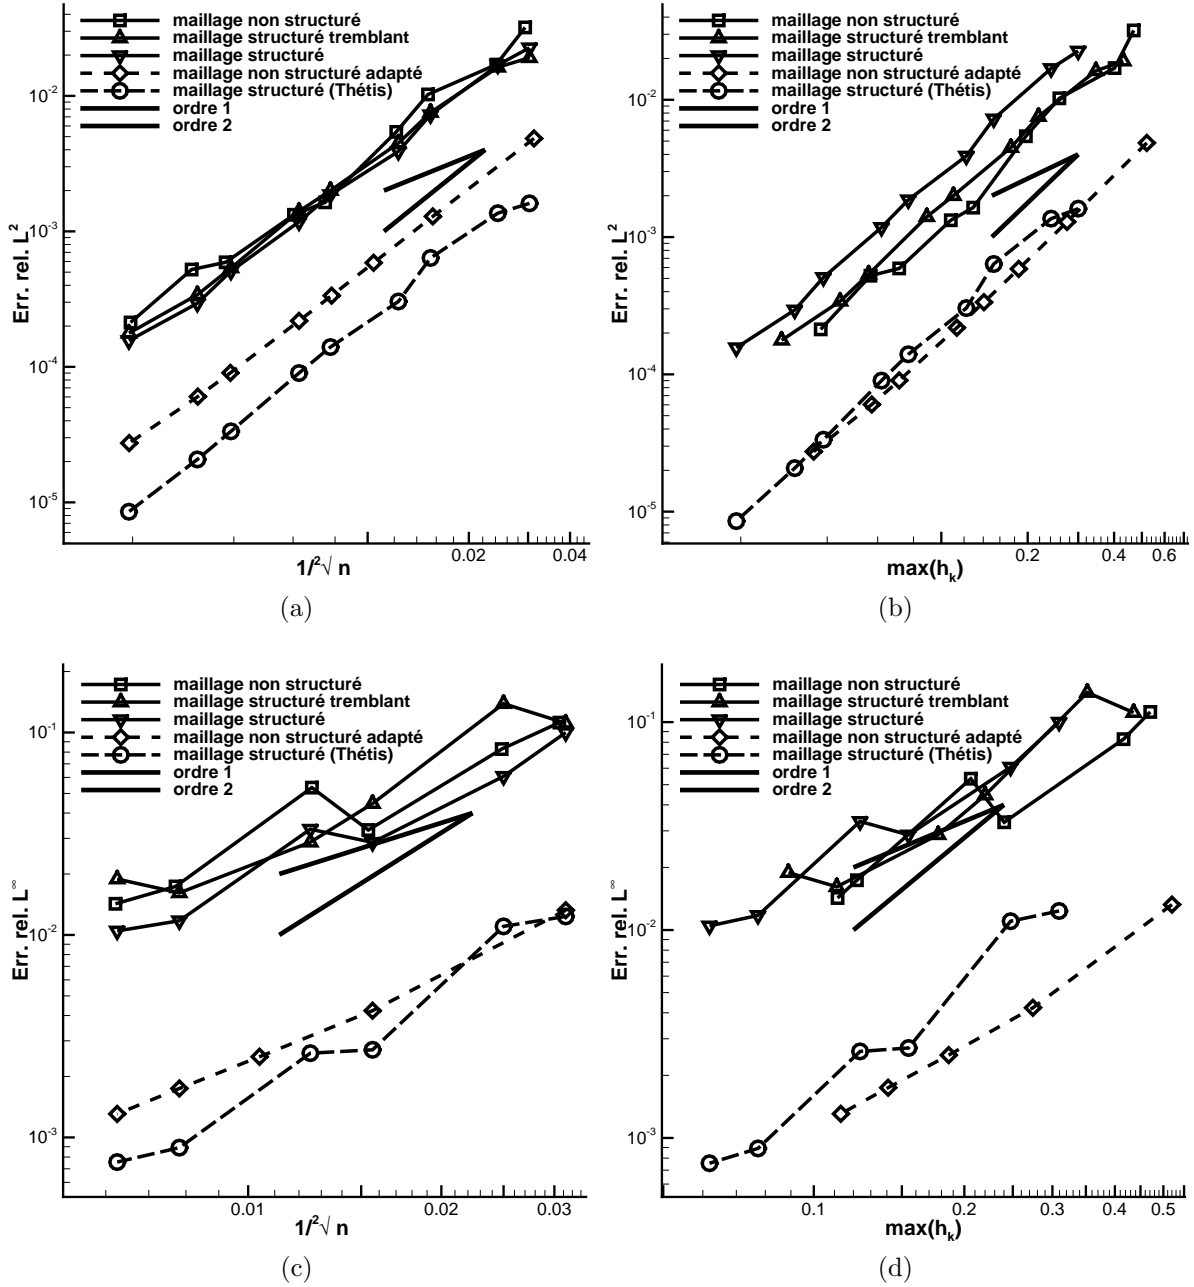 maillage non structuré
maillage structuré tremblant
maillage structuré
maillage non structuré adapté
maillage structuré (Thétis)
ordre 1
ordre 2
10⁻²
10⁻³
10⁻⁴
10⁻⁵
Err. rel. L²
0.02 0.04
1/²√ n
(a)
maillage non structuré
maillage structuré tremblant
maillage structuré
maillage non structuré adapté
maillage structuré (Thétis)
ordre 1
ordre 2
10⁻²
10⁻³
10⁻⁴
10⁻⁵
Err. rel. L²
0.2 0.4 0.6
max(hₖ)
(b)
maillage non structuré
maillage structuré tremblant
maillage structuré
maillage non structuré adapté
maillage structuré (Thétis)
ordre 1
ordre 2
10⁻¹
10⁻²
10⁻³
Err. rel. L∞
0.01 0.02 0.03
1/²√ n
(c)
maillage non structuré
maillage structuré tremblant
maillage structuré
maillage non structuré adapté
maillage structuré (Thétis)
ordre 1
ordre 2
10⁻¹
10⁻²
10⁻³
Err. rel. L∞
0.1 0.2 0.3 0.4 0.5
max(hₖ)
(d)